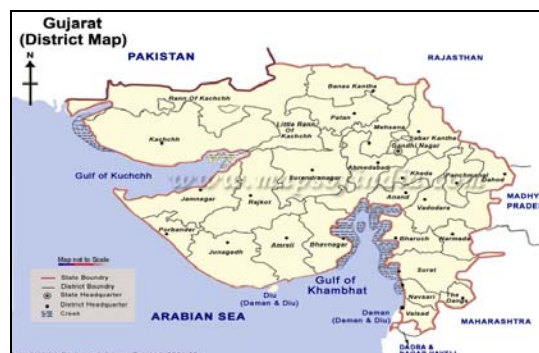 Gujarat
(District Map)
N
PAKISTAN
RAJASTHAN
Rann Of Kachchh
Banas Kantha
Patan
Little Rann
Of Kachchh
Mehsana
Sabar Kantha
Gandhi Nagar
Kachchh
Gulf of Kuchchh
Ahmedabad
Kheda
Panchmahal
Dahod
Surendranagar
Anand
Jamnagar
Rajkot
Vadodara
MADHY
PRADE
Porbandar
Junagadh
Amreli
Bhavnagar
Bharuch
Narmada
Map not to Scale
State Boundry
District Boundry
State Headquarter
District Headquarter
Creek
Gulf of
Khambhat
Diu
(Daman & Diu)
Surat
Navsari
The
Dangs
Valsad
Daman
(Daman & Diu)
ARABIAN SEA
MAHARASHTRA
DADRA &
NAGAR HAVELI